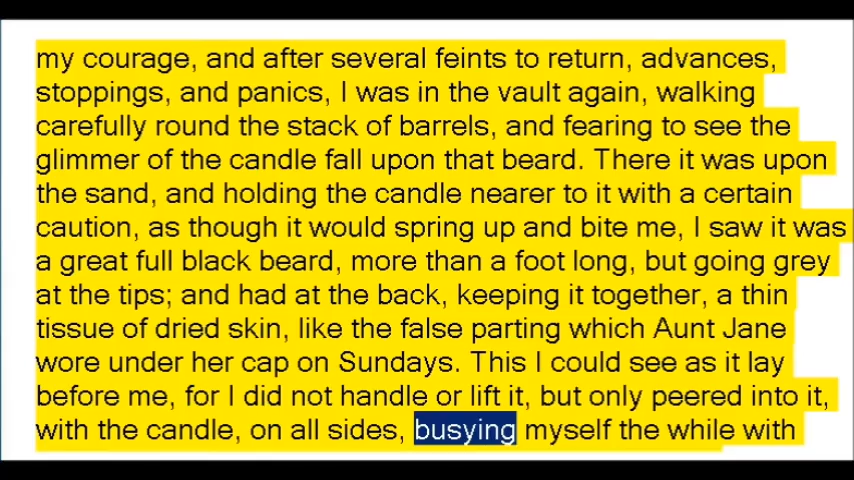 my courage, and after several feints to return, advances,
stoppings, and panics, I was in the vault again, walking
carefully round the stack of barrels, and fearing to see the
glimmer of the candle fall upon that beard. There it was upon
the sand, and holding the candle nearer to it with a certain
caution, as though it would spring up and bite me, I saw it was
a great full black beard, more than a foot long, but going grey
at the tips; and had at the back, keeping it together, a thin
tissue of dried skin, like the false parting which Aunt Jane
wore under her cap on Sundays. This I could see as it lay
before me, for I did not handle or lift it, but only peered into it,
with the candle, on all sides, busying myself the while with